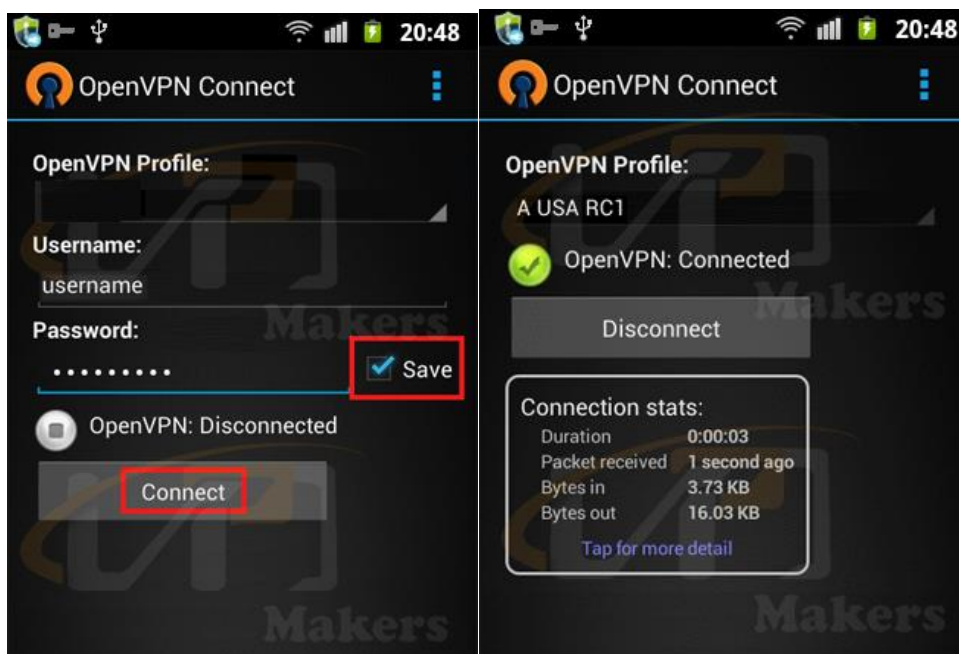 20:48
OpenVPN Connect
OpenVPN Profile:
Username:
username
Password:
•••••••••
Save
OpenVPN: Disconnected
Connect
Makers
Makers
20:48
OpenVPN Connect
OpenVPN Profile:
A USA RC1
OpenVPN: Connected
Disconnect
Connection stats:
Duration 0:00:03
Packet received 1 second ago
Bytes in 3.73 KB
Bytes out 16.03 KB
Tap for more detail
Makers
Makers